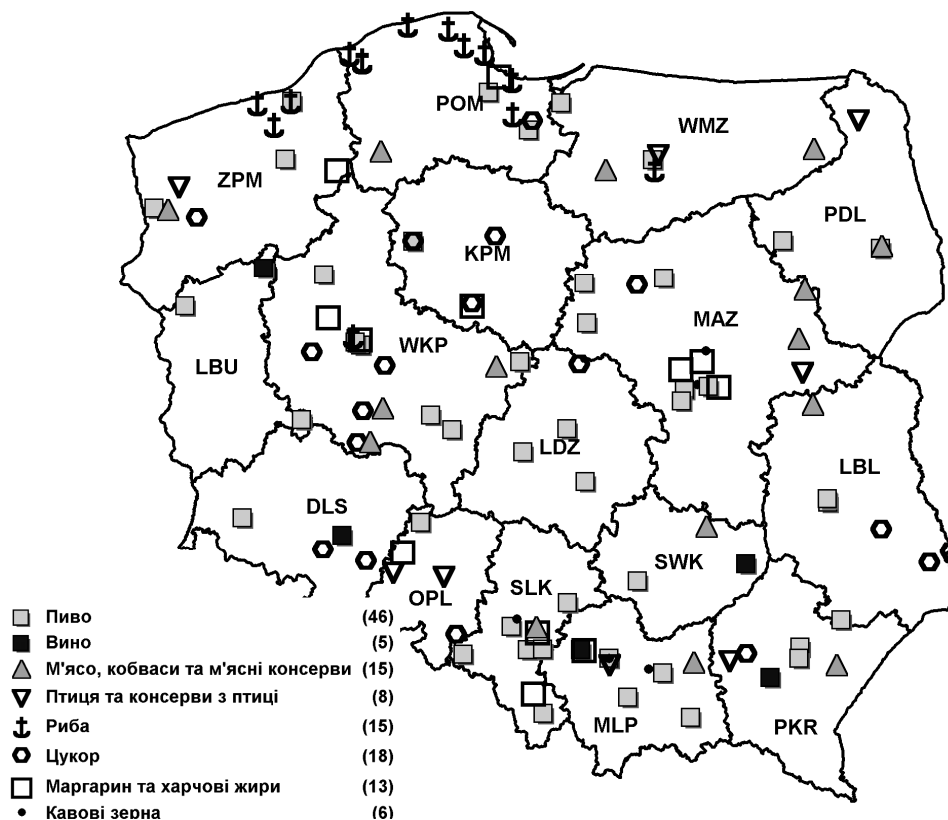 POM
WMZ
ZPM
PDL
KPM
MAZ
WKP
LBU
LDZ
LBL
DLS
SWK
SLK
OPL
MLP
PKR
Пиво (46)
Вино (5)
М'ясо, кобваси та м'ясні консерви (15)
Птиця та консерви з птиці (8)
Риба (15)
Цукор (18)
Маргарин та харчові жири (13)
Кавові зерна (6)